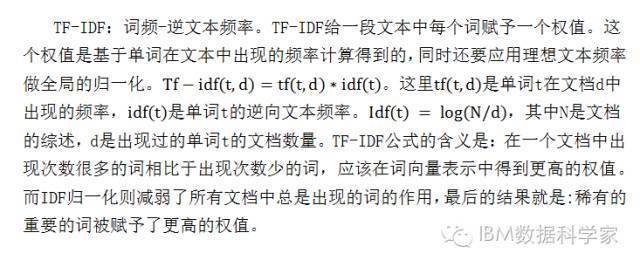 TF-IDF：词频-逆文本频率。TF-IDF给一段文本中每个词赋予一个权值。这
个权值是基于单词在文本中出现的频率计算得到的，同时还要应用理想文本频率
做全局的归一化。Tf − idf(t, d) = tf(t, d) ∗ idf(t)。这里tf(t, d)是单词t在文档d中
出现的频率，idf(t)是单词t的逆向文本频率。Idf(t) = log(N/d)，其中N是文档
的综述，d是出现过的单词t的文档数量。TF-IDF公式的含义是：在一个文档中出
现次数很多的词相比于出现次数少的词，应该在词向量表示中得到更高的权值。
而IDF归一化则减弱了所有文档中总是出现的词的作用，最后的结果就是:稀有的
重要的词被赋予了更高的权值。
IBM数据科学家